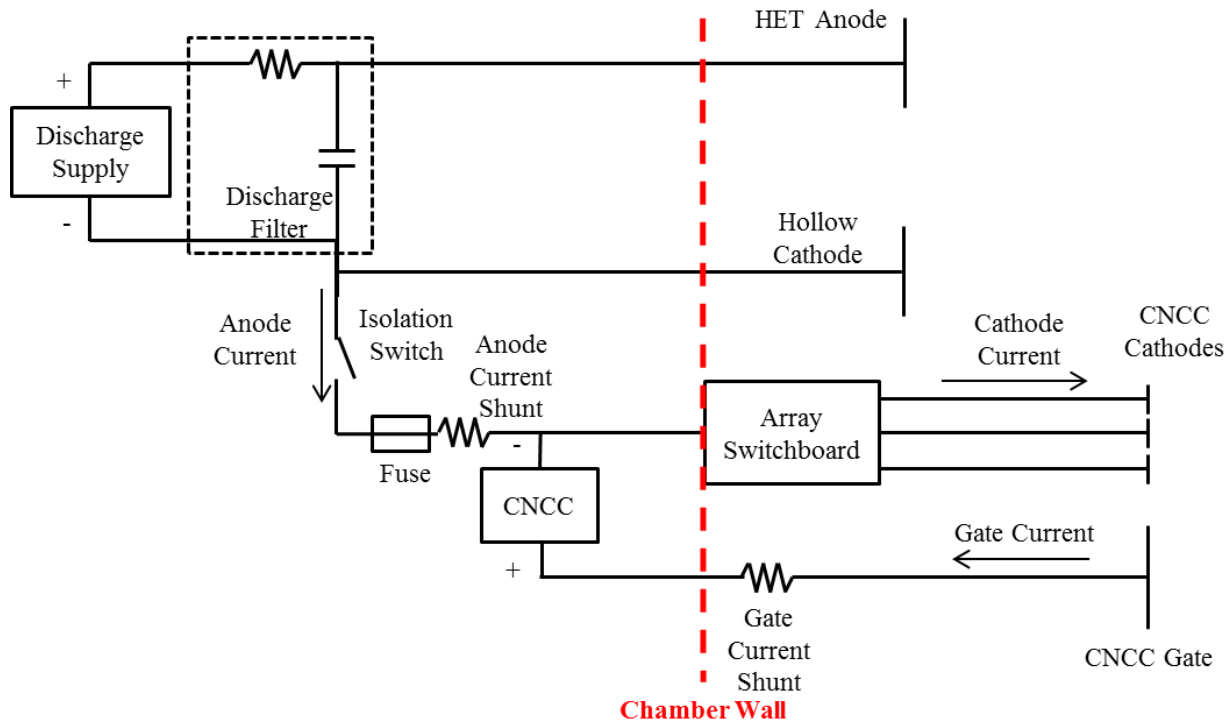 HET Anode
+
Discharge
Supply
-
Discharge
Filter
Hollow
Cathode
Anode
Current
Isolation
Switch
Anode
Current
Shunt
Cathode
Current
CNCC
Cathodes
Array
Switchboard
-
Fuse
CNCC
+
Gate Current
Gate
Current
Shunt
CNCC Gate
Chamber Wall